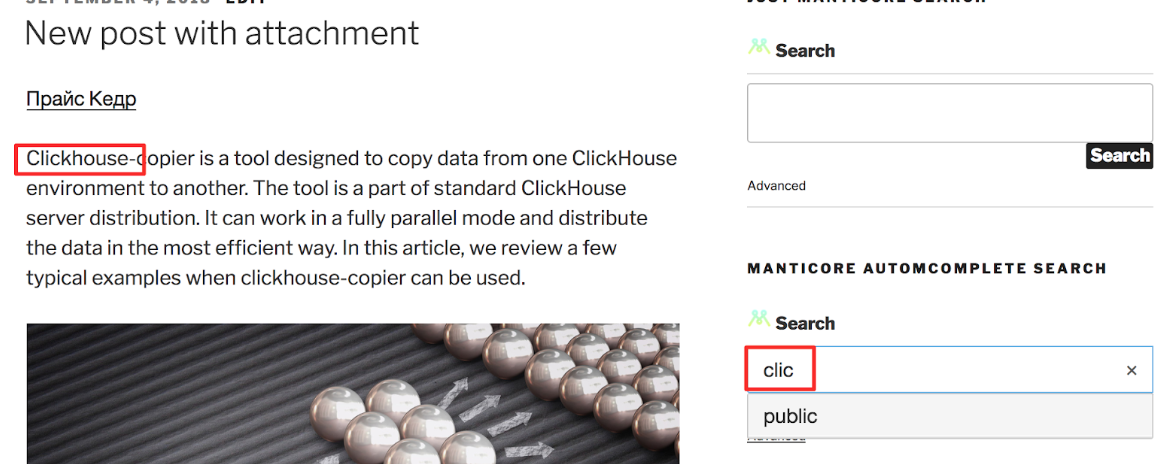 SEPTEMBER 4, 2018 EDIT
New post with attachment
Прайс Кедр
Clickhouse-copier is a tool designed to copy data from one ClickHouse
environment to another. The tool is a part of standard ClickHouse
server distribution. It can work in a fully parallel mode and distribute
the data in the most efficient way. In this article, we review a few
typical examples when clickhouse-copier can be used.
JUST MANTICORE SEARCH
Search
Search
Advanced
MANTICORE AUTOMCOMPLETE SEARCH
Search
clic ×
public
Advanced